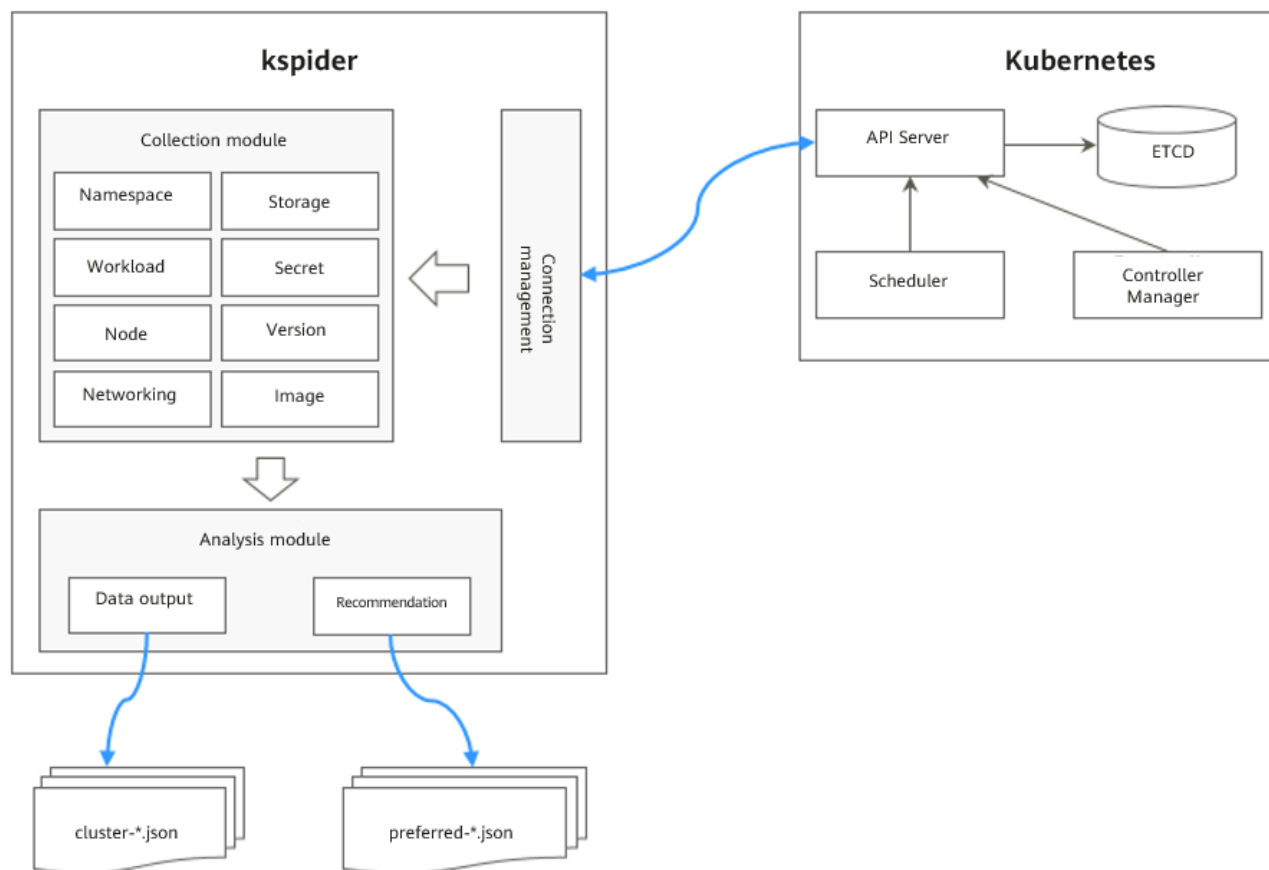 kspider
Collection module
Namespace
Storage
Workload
Secret
Node
Version
Networking
Image
Connection
management
Analysis module
Data output
Recommendation
cluster-*.json
preferred-*.json
Kubernetes
API Server
ETCD
Scheduler
Controller
Manager